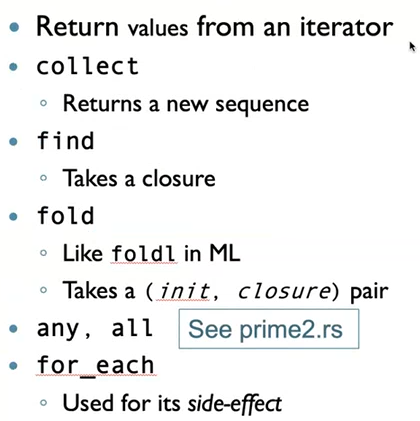 • Return values from an iterator
• collect
◦ Returns a new sequence
• find
◦ Takes a closure
• fold
◦ Like foldl in ML
◦ Takes a (init, closure) pair
• any, all See prime2.rs
• for_each
◦ Used for its side-effect